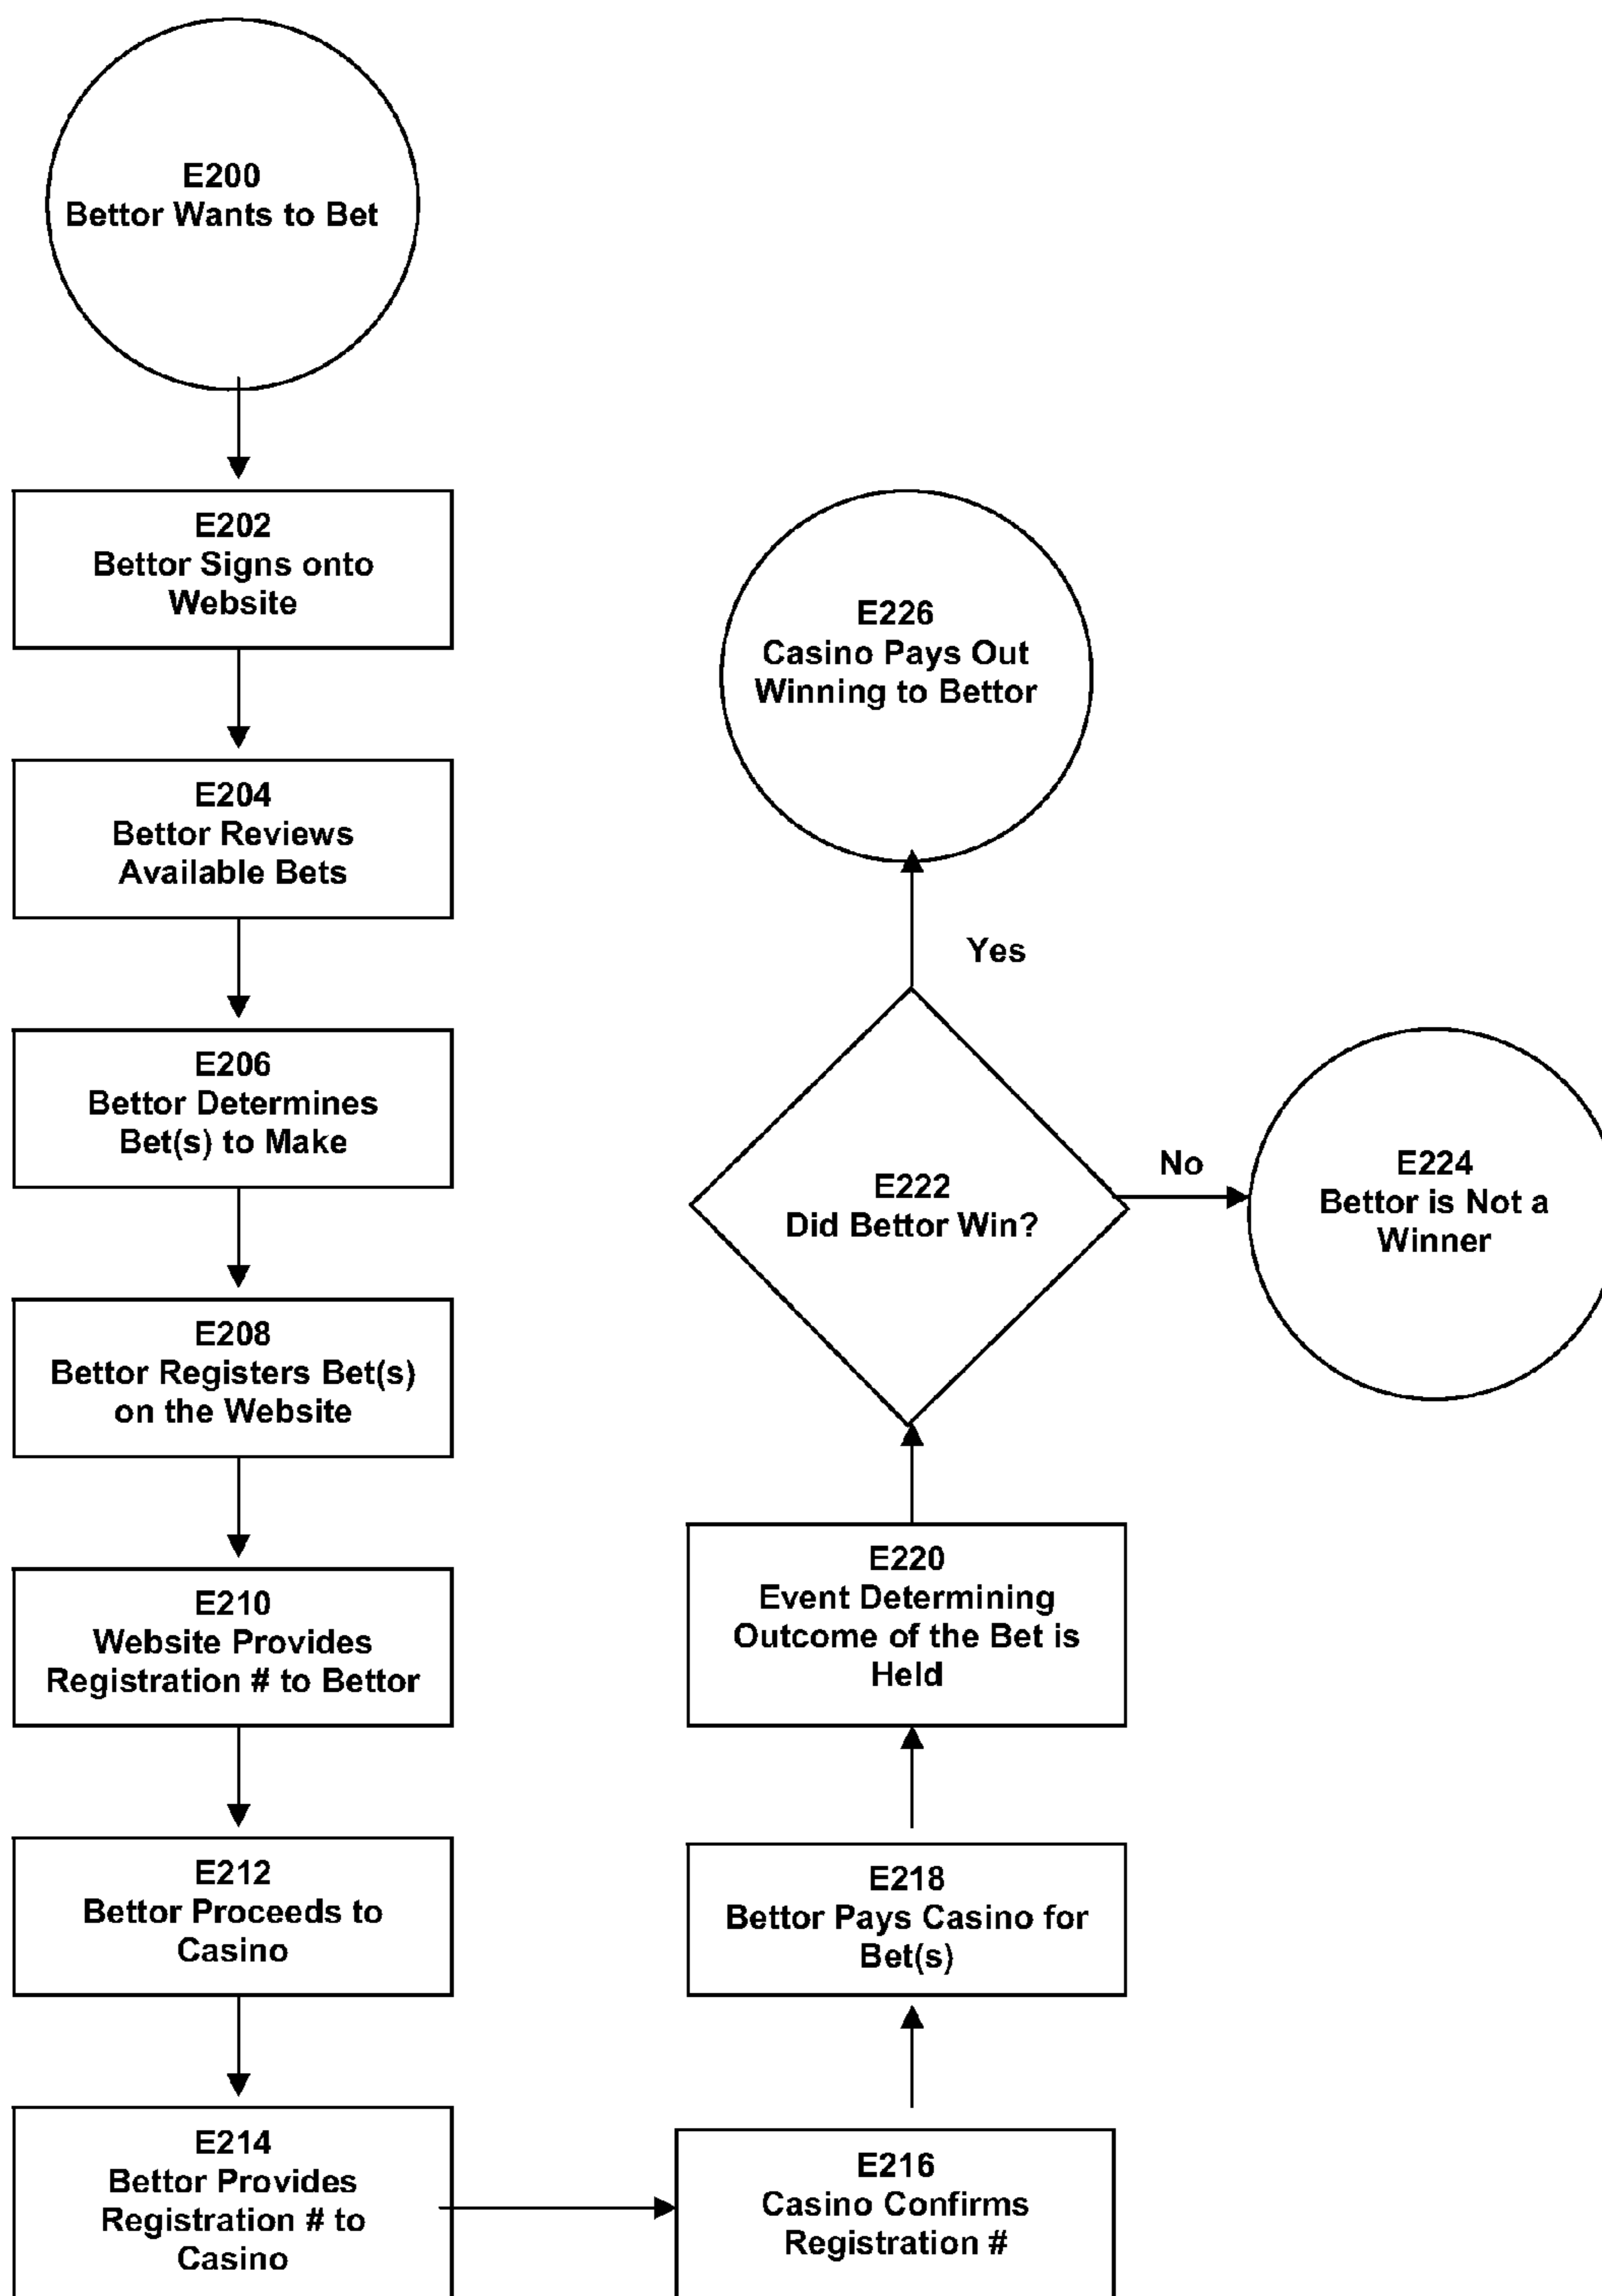 E200
Bettor Wants to Bet
E202
Bettor Signs onto
Website
E204
Bettor Reviews
Available Bets
E206
Bettor Determines
Bet(s) to Make
E208
Bettor Registers Bet(s)
on the Website
E210
Website Provides
Registration # to Bettor
E212
Bettor Proceeds to
Casino
E214
Bettor Provides
Registration # to
Casino
E216
Casino Confirms
Registration #
E218
Bettor Pays Casino for
Bet(s)
E220
Event Determining
Outcome of the Bet is
Held
E222
Did Bettor Win?
No
E224
Bettor is Not a
Winner
Yes
E226
Casino Pays Out
Winning to Bettor